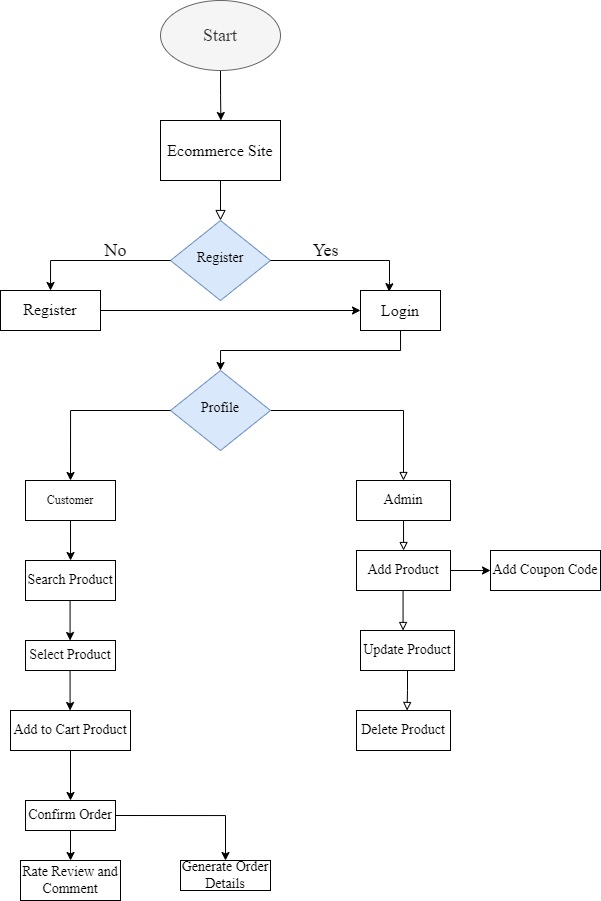 Start
Ecommerce Site
No
Register
Yes
Register
Login
Profile
Customer
Admin
Search Product
Add Product
Add Coupon Code
Select Product
Update Product
Add to Cart Product
Delete Product
Confirm Order
Rate Review and
Comment
Generate Order
Details